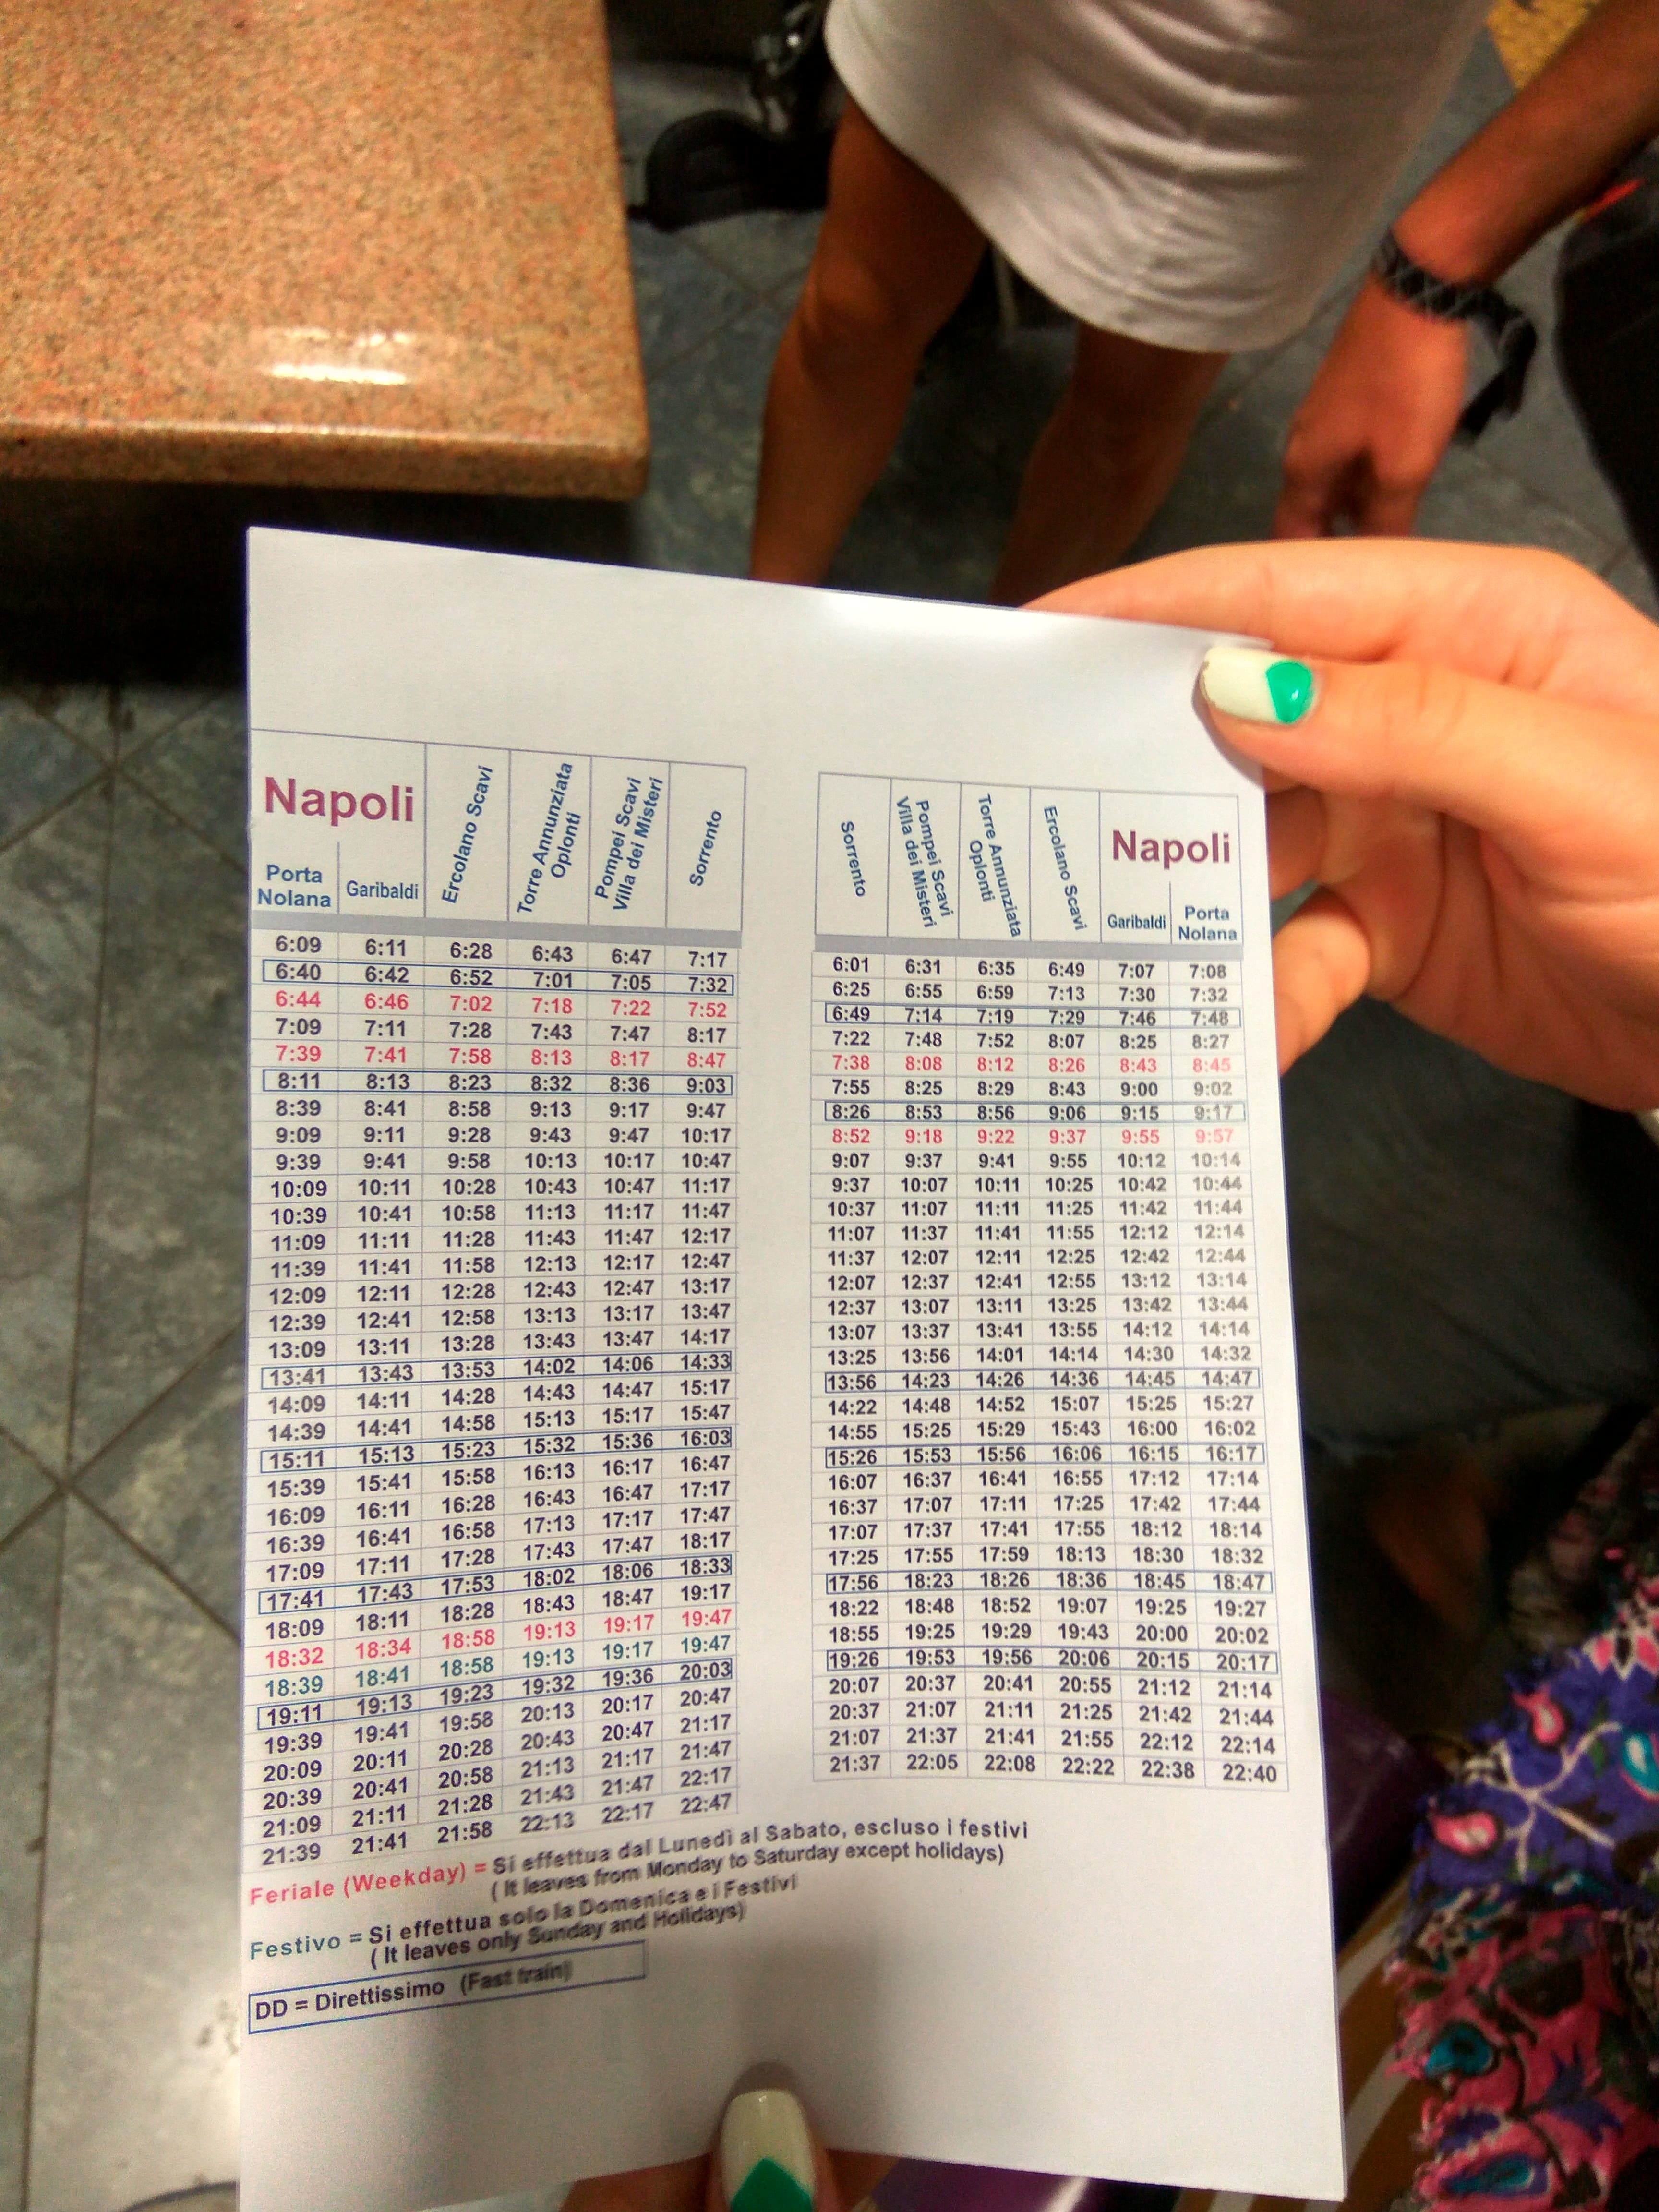 Napoli
Porta Nolana Garibaldi Ercolano Scavi Torre Annunziata Oplonti Pompei Scavi Villa dei Misteri Sorrento
6:09 6:11 6:28 6:43 6:47 7:17
6:40 6:42 6:52 7:01 7:05 7:32
6:44 6:46 7:02 7:18 7:22 7:52
7:09 7:11 7:28 7:43 7:47 8:17
7:39 7:41 7:58 8:13 8:17 8:47
8:11 8:13 8:23 8:32 8:36 9:03
8:39 8:41 8:58 9:13 9:17 9:47
9:09 9:11 9:28 9:43 9:47 10:17
9:39 9:41 9:58 10:13 10:17 10:47
10:09 10:11 10:28 10:43 10:47 11:17
10:39 10:41 10:58 11:13 11:17 11:47
11:09 11:11 11:28 11:43 11:47 12:17
11:39 11:41 11:58 12:13 12:17 12:47
12:09 12:11 12:28 12:43 12:47 13:17
12:39 12:41 12:58 13:13 13:17 13:47
13:09 13:11 13:28 13:43 13:47 14:17
13:41 13:43 13:53 14:02 14:06 14:33
14:09 14:11 14:28 14:43 14:47 15:17
14:39 14:41 14:58 15:13 15:17 15:47
15:11 15:13 15:23 15:32 15:36 16:03
15:39 15:41 15:58 16:13 16:17 16:47
16:09 16:11 16:28 16:43 16:47 17:17
16:39 16:41 16:58 17:13 17:17 17:47
17:09 17:11 17:28 17:43 17:47 18:17
17:41 17:43 17:53 18:02 18:06 18:33
18:09 18:11 18:28 18:43 18:47 19:17
18:32 18:34 18:58 19:13 19:17 19:47
18:39 18:41 18:58 19:13 19:17 19:47
19:11 19:13 19:23 19:32 19:36 20:03
19:39 19:41 19:58 20:13 20:17 20:47
20:09 20:11 20:28 20:43 20:47 21:17
20:39 20:41 20:58 21:13 21:17 21:47
21:09 21:11 21:28 21:43 21:47 22:17
21:39 21:41 21:58 22:13 22:17 22:47
Napoli
Sorrento Pompei Scavi Villa dei Misteri Torre Annunziata Oplonti Ercolano Scavi Garibaldi Porta Nolana
6:01 6:31 6:35 6:49 7:07 7:08
6:25 6:55 6:59 7:13 7:30 7:32
6:49 7:14 7:19 7:29 7:46 7:48
7:22 7:48 7:52 8:07 8:25 8:27
7:38 8:08 8:12 8:26 8:43 8:45
7:55 8:25 8:29 8:43 9:00 9:02
8:26 8:53 8:56 9:06 9:15 9:17
8:52 9:18 9:22 9:37 9:55 9:57
9:07 9:37 9:41 9:55 10:12 10:14
9:37 10:07 10:11 10:25 10:42 10:44
10:37 11:07 11:11 11:25 11:42 11:44
11:07 11:37 11:41 11:55 12:12 12:14
11:37 12:07 12:11 12:25 12:42 12:44
12:07 12:37 12:41 12:55 13:12 13:14
12:37 13:07 13:11 13:25 13:42 13:44
13:07 13:37 13:41 13:55 14:12 14:14
13:25 13:56 14:01 14:14 14:30 14:32
13:56 14:23 14:26 14:36 14:45 14:47
14:22 14:48 14:52 15:07 15:25 15:27
14:55 15:25 15:29 15:43 16:00 16:02
15:26 15:53 15:56 16:06 16:15 16:17
16:07 16:37 16:41 16:55 17:12 17:14
16:37 17:07 17:11 17:25 17:42 17:44
17:07 17:37 17:41 17:55 18:12 18:14
17:25 17:55 17:59 18:13 18:30 18:32
17:56 18:23 18:26 18:36 18:45 18:47
18:22 18:48 18:52 19:07 19:25 19:27
18:55 19:25 19:29 19:43 20:00 20:02
19:26 19:53 19:56 20:06 20:15 20:17
20:07 20:37 20:41 20:55 21:12 21:14
20:37 21:07 21:11 21:25 21:42 21:44
21:07 21:37 21:41 21:55 22:12 22:14
21:37 22:05 22:08 22:22 22:38 22:40
Feriale (Weekday) = Si effettua dal Lunedì al Sabato, escluso i festivi
( It leaves from Monday to Saturday except holidays)
Festivo = Si effettua solo la Domenica e i Festivi
( It leaves only Sunday and Holidays)
DD = Direttissimo (Fast train)